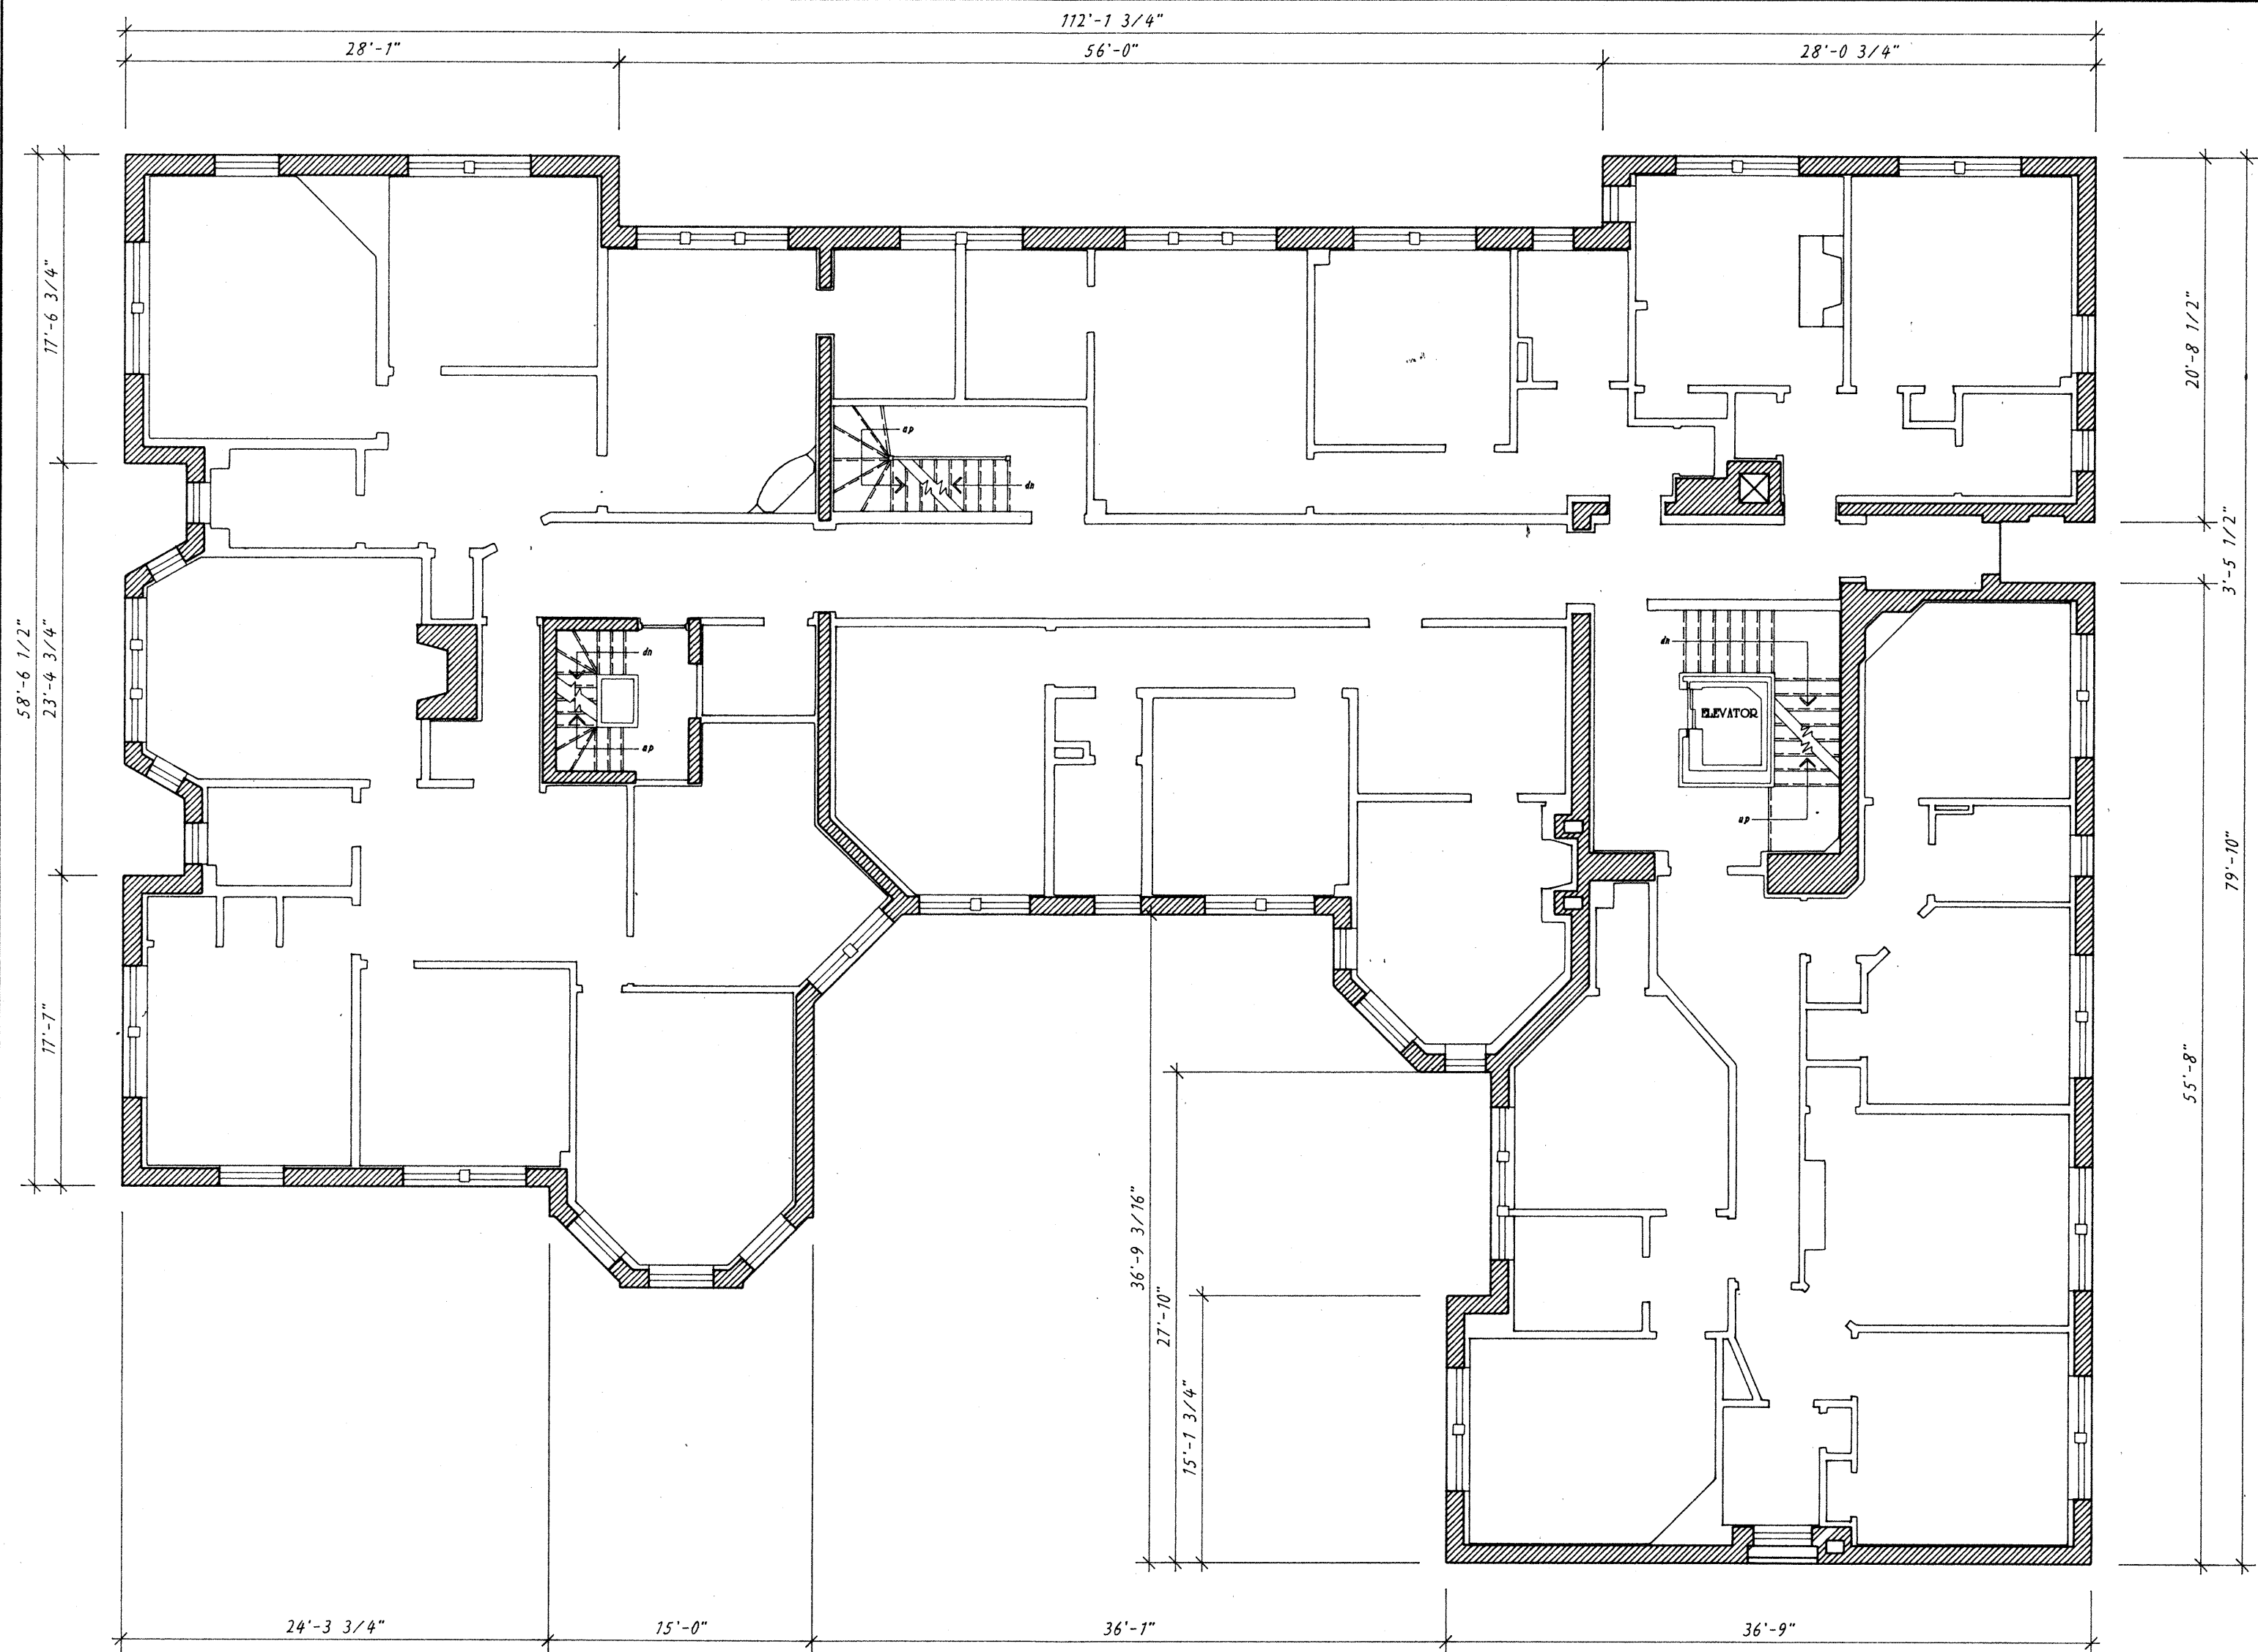 112'-1 3/4"
28'-1"
56'-0"
28'-0 3/4"
17'-6 3/4"
20'-8 1/2"
up
dn
3'-5 1/2"
58'-6 1/2"
23'-4 3/4"
dn
dn
ELEVATOR
up
up
79'-10"
17'-7"
55'-8"
36'-9 3/16"
27'-10"
15'-1 3/4"
24'-3 3/4"
15'-0"
36'-1"
36'-9"